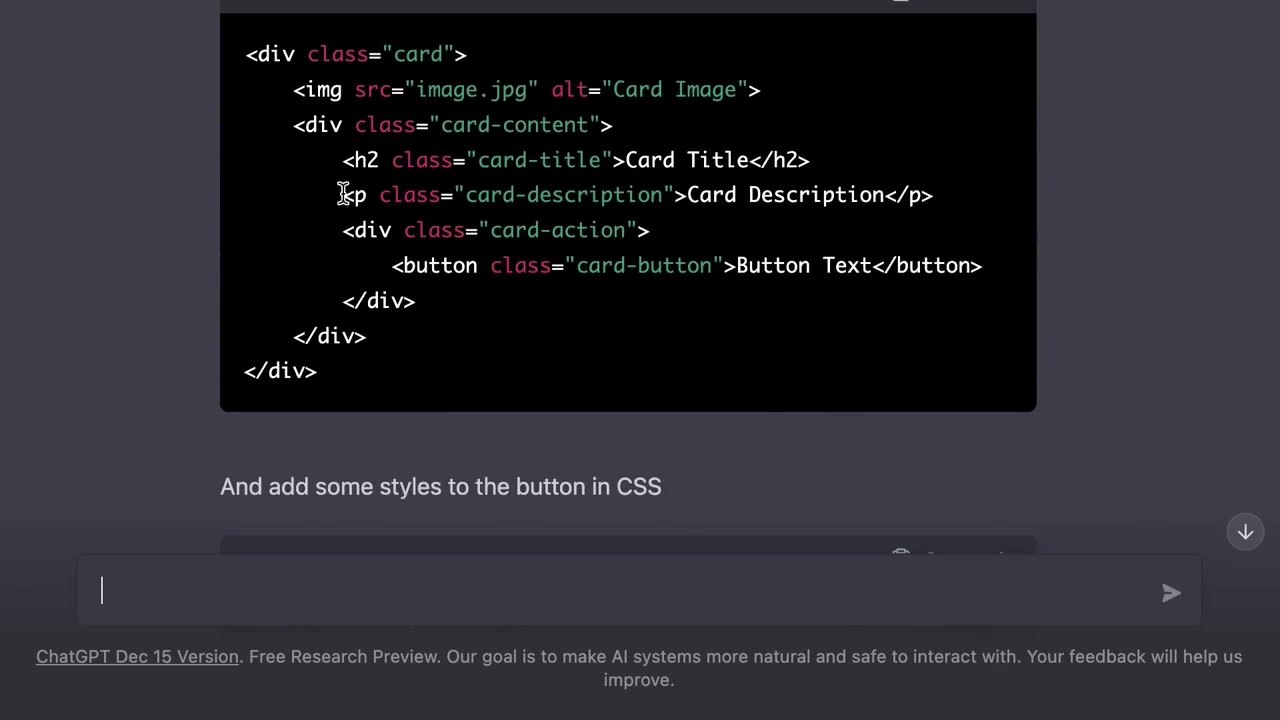 <div class="card">
<img src="image.jpg" alt="Card Image">
<div class="card-content">
<h2 class="card-title">Card Title</h2>
<p class="card-description">Card Description</p>
<div class="card-action">
<button class="card-button">Button Text</button>
</div>
</div>
</div>
And add some styles to the button in CSS
ChatGPT Dec 15 Version. Free Research Preview. Our goal is to make AI systems more natural and safe to interact with. Your feedback will help us
improve.